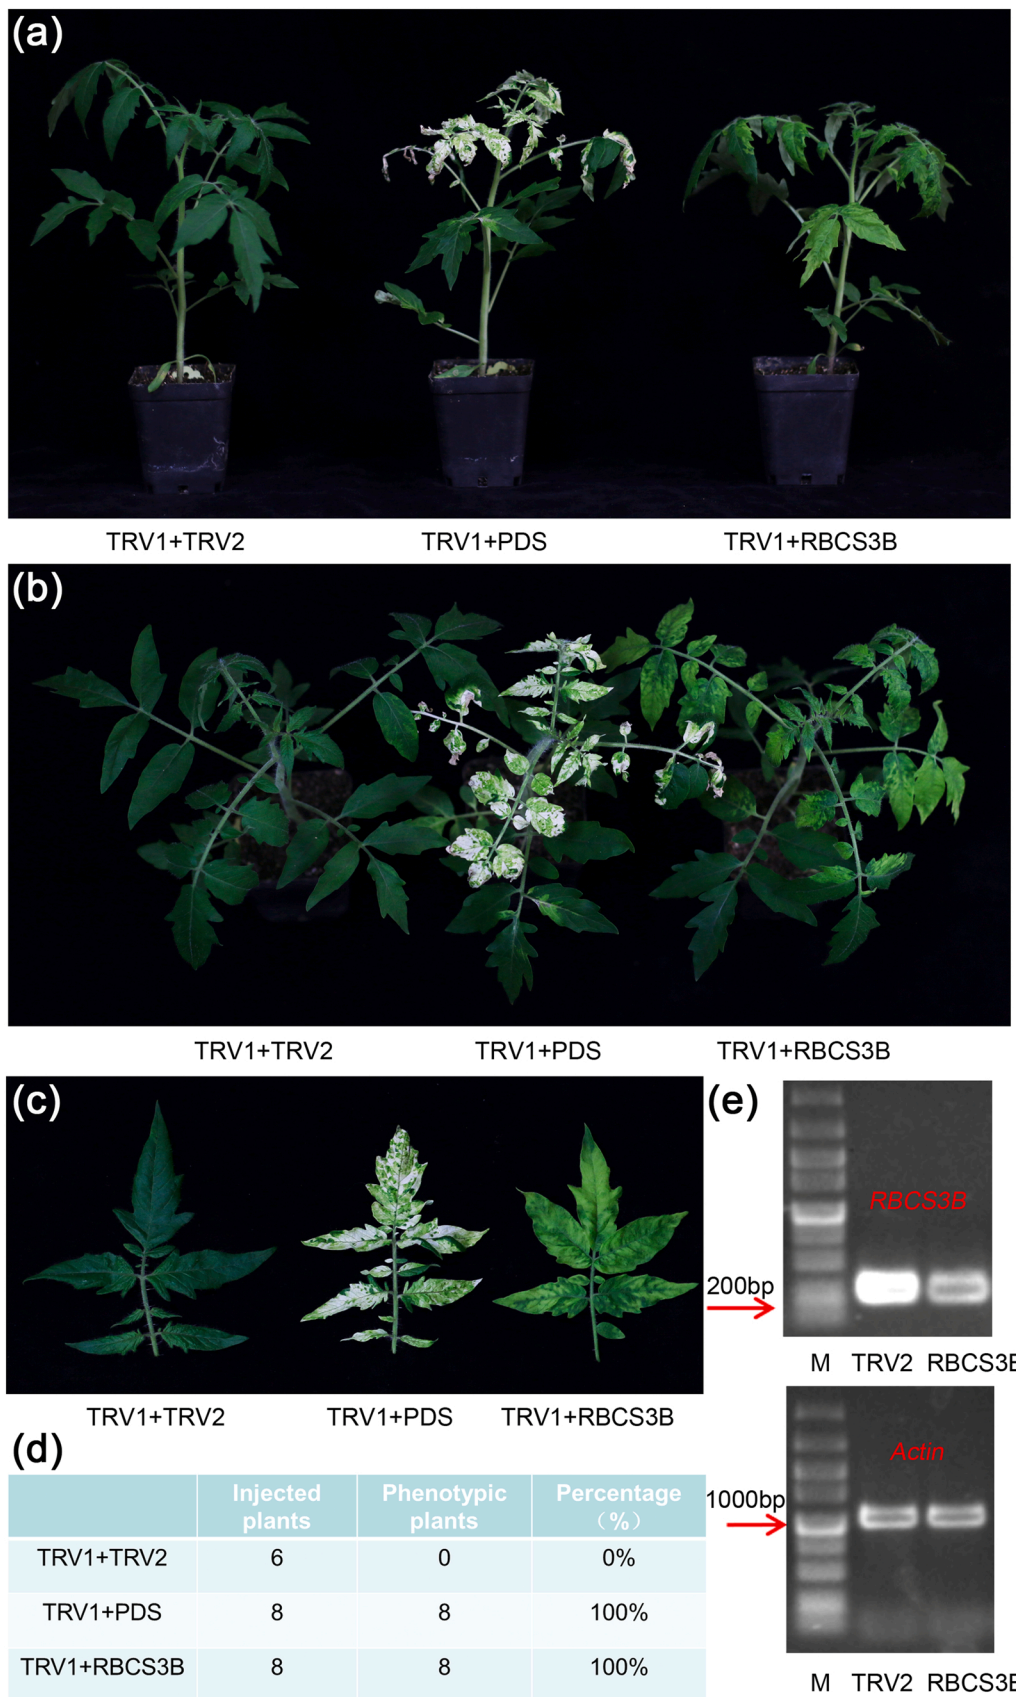 (a)
TRV1+TRV2 TRV1+PDS TRV1+RBCS3B
(b)
TRV1+TRV2 TRV1+PDS TRV1+RBCS3B
(c)
TRV1+TRV2 TRV1+PDS TRV1+RBCS3B
(d)
Injected plants Phenotypic plants Percentage (%)
TRV1+TRV2 6 0 0%
TRV1+PDS 8 8 100%
TRV1+RBCS3B 8 8 100%
(e)
RBCS3B
200bp
M TRV2 RBCS3B
Actin
1000bp
M TRV2 RBCS3B